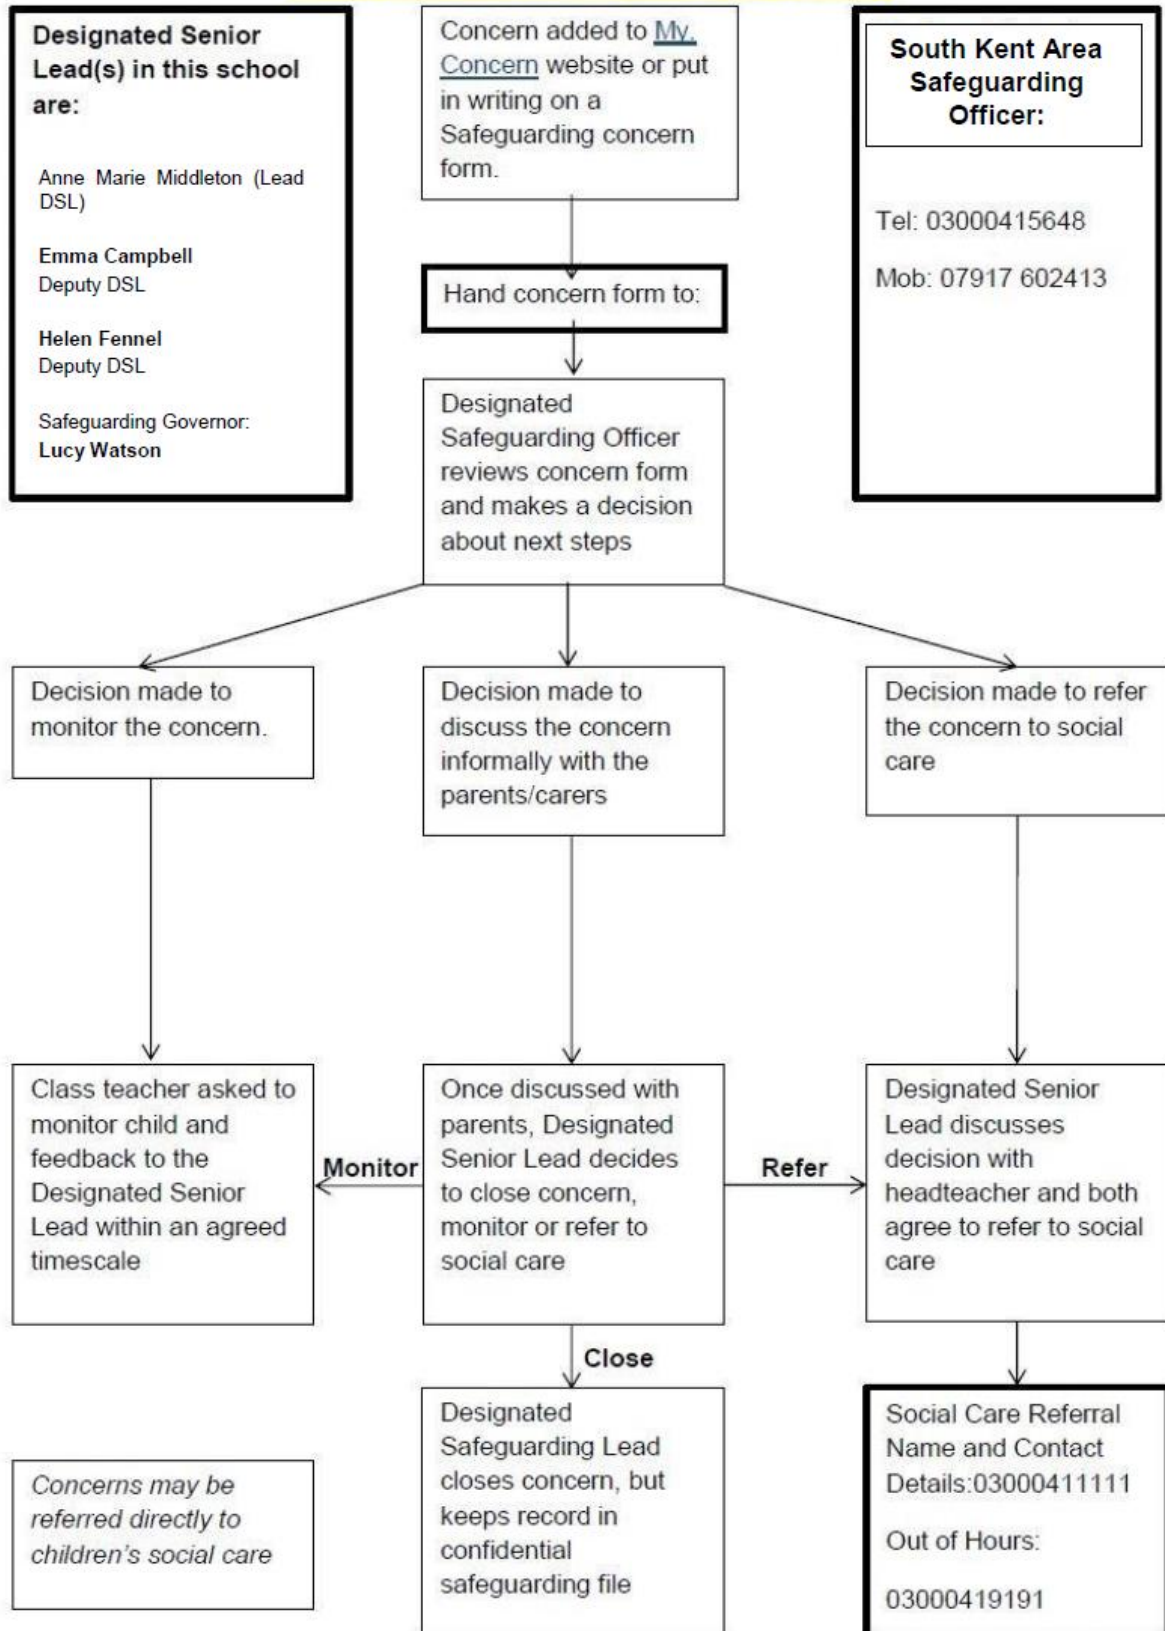 Designated Senior
Lead(s) in this school
are:
Anne Marie Middleton (Lead
DSL)
Emma Campbell
Deputy DSL
Helen Fennel
Deputy DSL
Safeguarding Governor:
Lucy Watson
Concern added to My
Concern website or put
in writing on a
Safeguarding concern
form.
South Kent Area
Safeguarding
Officer:
Tel: 03000415648
Mob: 07917 602413
Hand concern form to:
Designated
Safeguarding Officer
reviews concern form
and makes a decision
about next steps
Decision made to
monitor the concern.
Decision made to
discuss the concern
informally with the
parents/carers
Decision made to refer
the concern to social
care
Class teacher asked to
monitor child and
feedback to the
Designated Senior
Lead within an agreed
timescale
Monitor
Once discussed with
parents, Designated
Senior Lead decides
to close concern,
monitor or refer to
social care
Refer
Designated Senior
Lead discusses
decision with
headteacher and both
agree to refer to social
care
Close
Concerns may be
referred directly to
children's social care
Designated
Safeguarding Lead
closes concern, but
keeps record in
confidential
safeguarding file
Social Care Referral
Name and Contact
Details:03000411111
Out of Hours:
03000419191